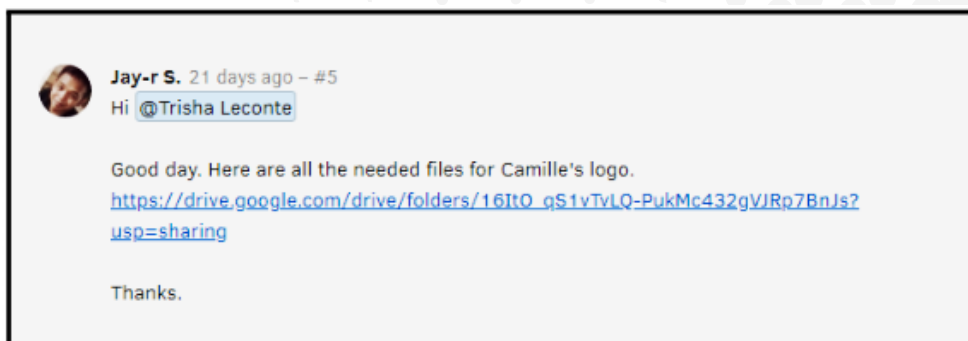 Jay-r S. 21 days ago – #5
Hi @Trisha Leconte
Good day. Here are all the needed files for Camille's logo.
https://drive.google.com/drive/folders/16ItO_qS1vTvLQ-PukMc432gVJRp7BnJs?
usp=sharing
Thanks.